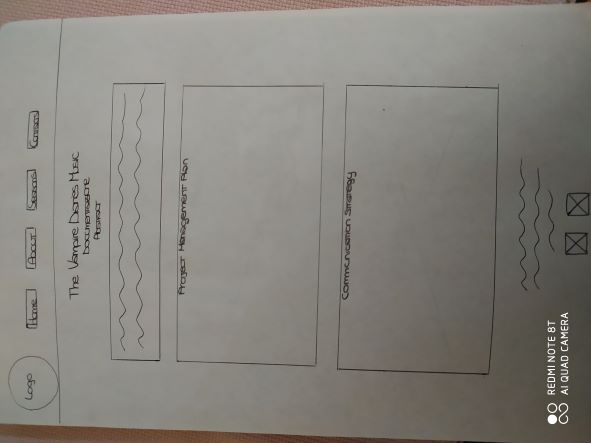 Logo
Home About Seasons Contact
The Vampire Diaries Music
Abstract
Project Management Plan
Communication Strategy
REDMI NOTE 8T
AI QUAD CAMERA